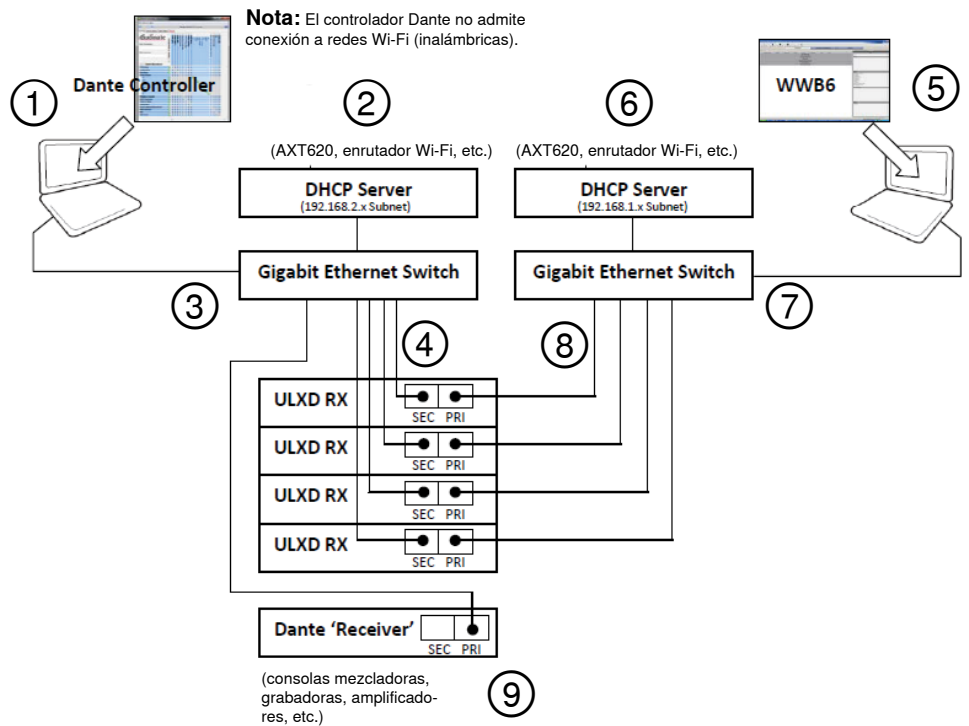 Nota: El controlador Dante no admite
conexión a redes Wi-Fi (inalámbricas).
Dante Controller
WWB6
1
2
6
5
(AXT620, enrutador Wi-Fi, etc.)
(AXT620, enrutador Wi-Fi, etc.)
DHCP Server
(192.168.2.x Subnet)
DHCP Server
(192.168.1.x Subnet)
Gigabit Ethernet Switch
Gigabit Ethernet Switch
3
7
4
8
ULXD RX
SEC PRI
ULXD RX
SEC PRI
ULXD RX
SEC PRI
ULXD RX
SEC PRI
Dante ‘Receiver’
SEC PRI
(consolas mezcladoras,
grabadoras, amplificado-
res, etc.)
9